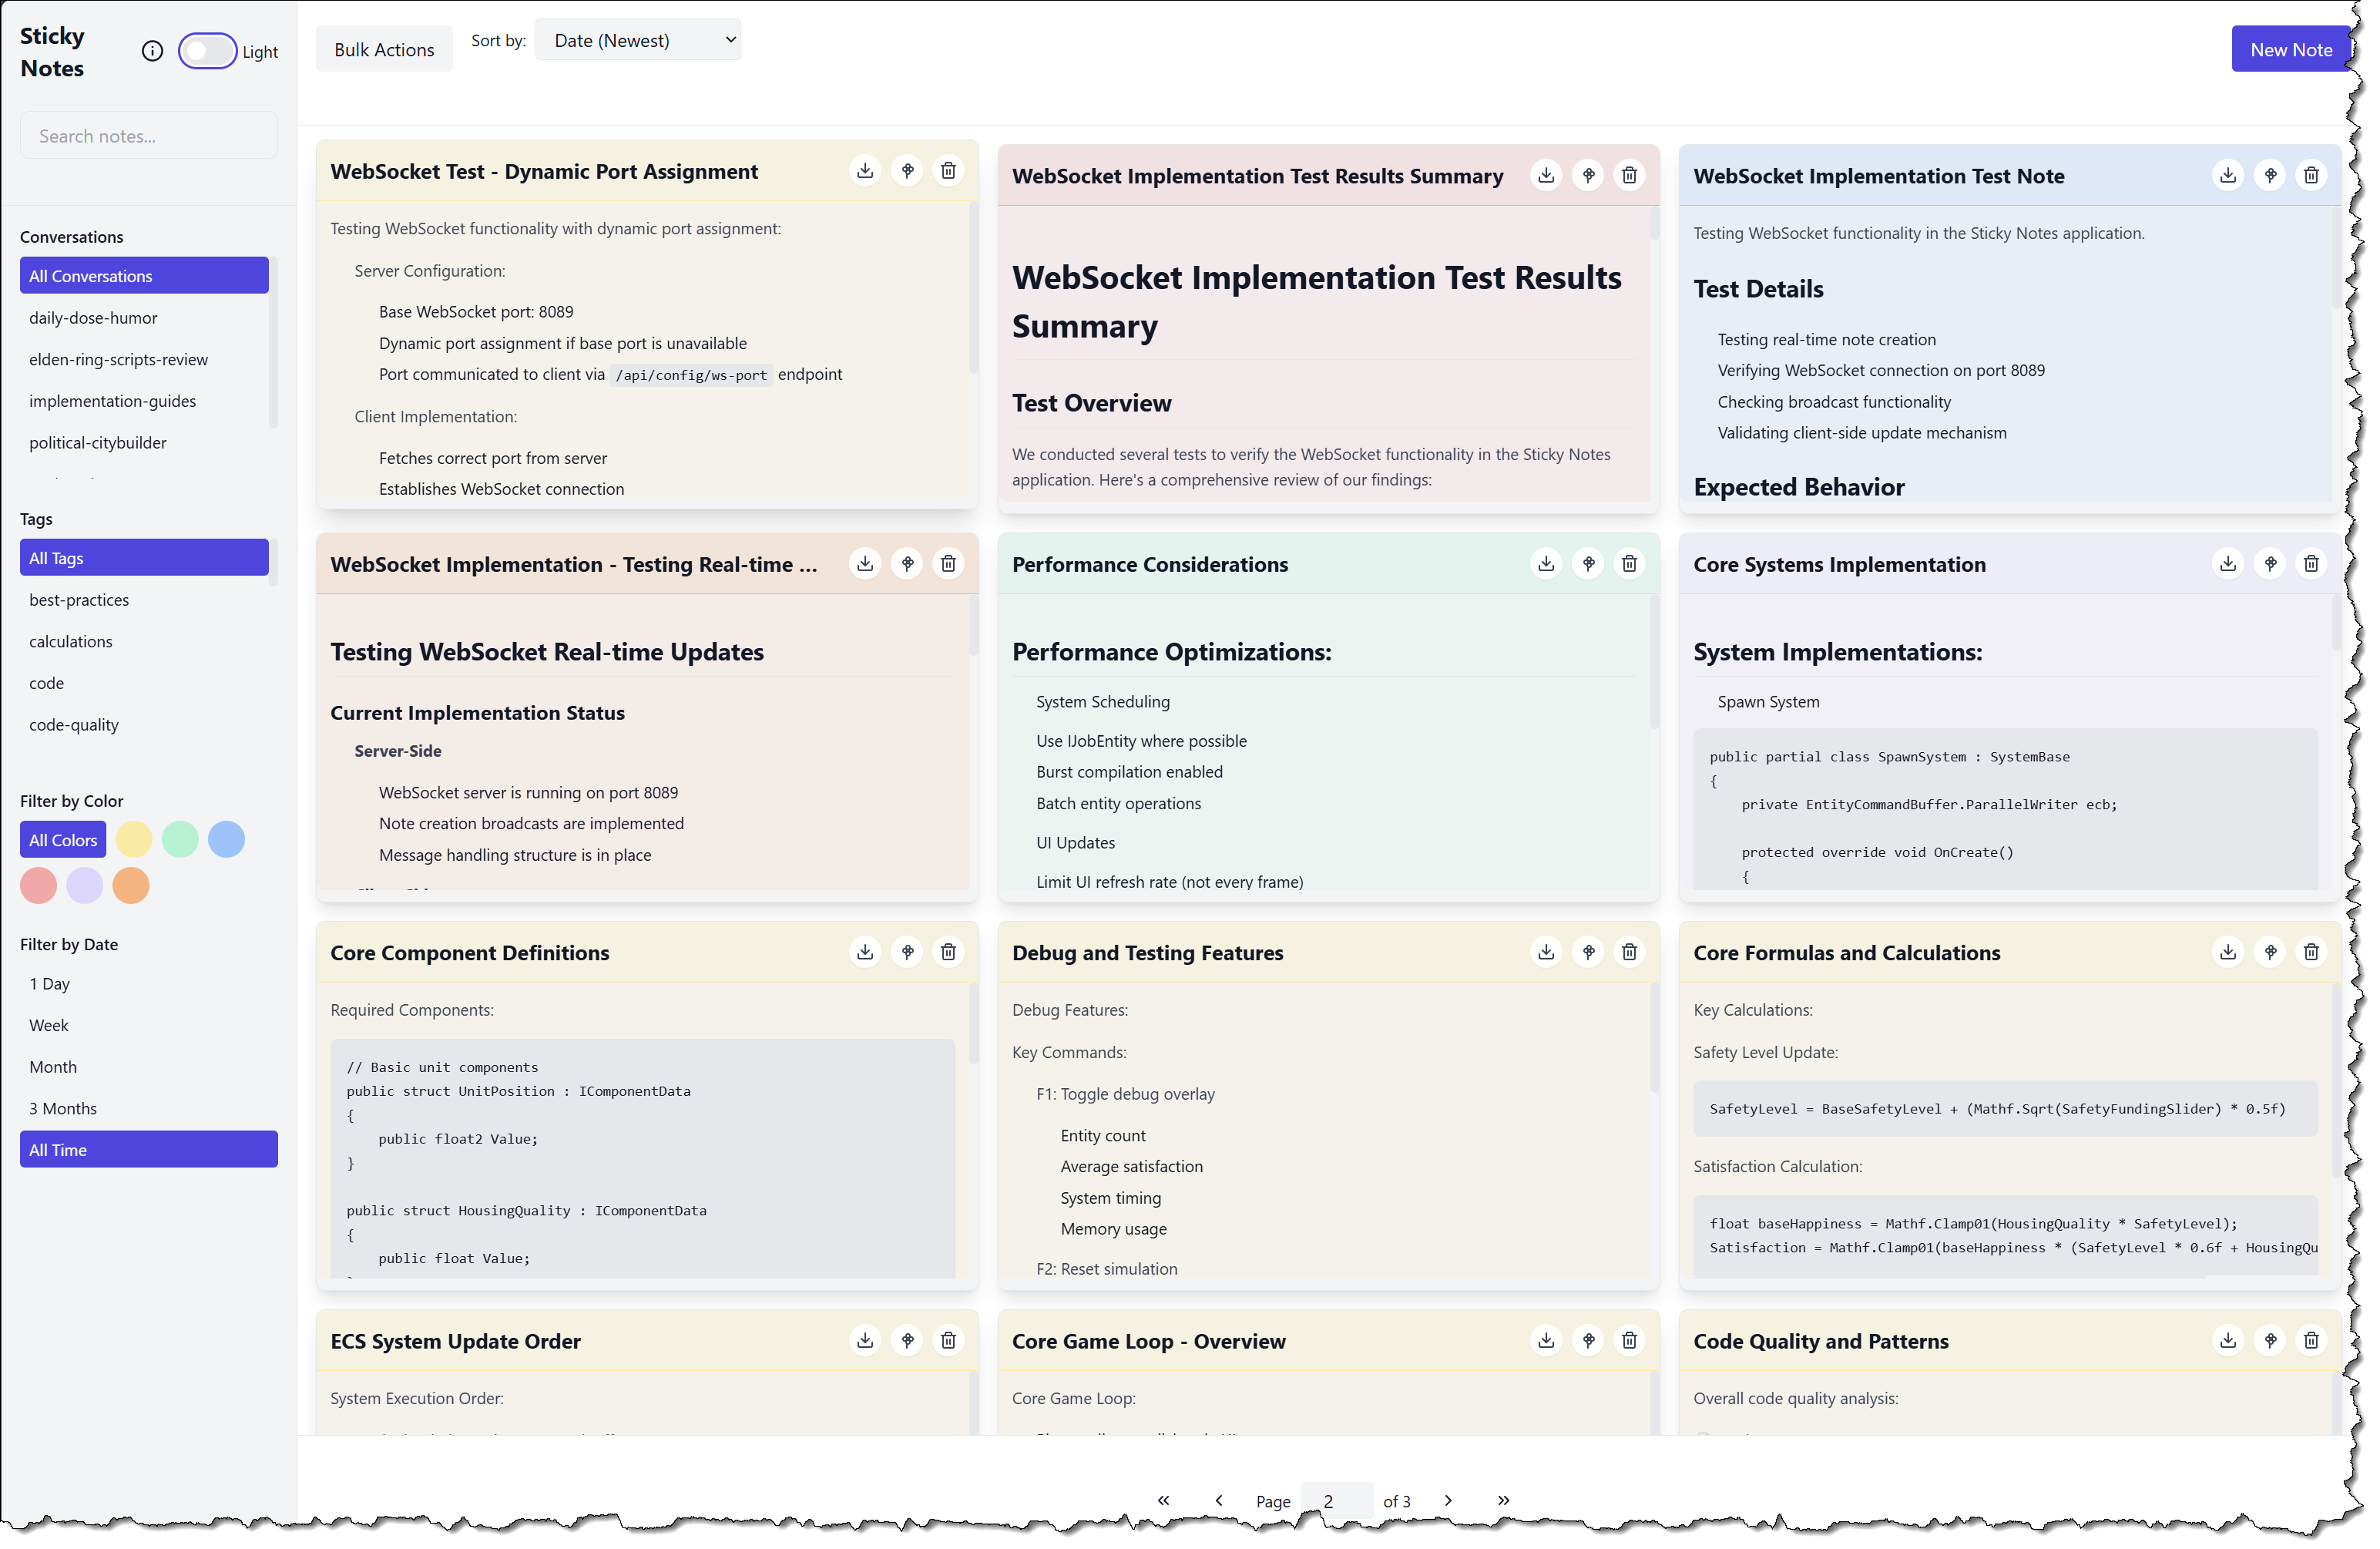 Sticky
Notes
Light
Search notes...
Conversations
All Conversations
daily-dose-humor
elden-ring-scripts-review
implementation-guides
political-citybuilder
Tags
All Tags
best-practices
calculations
code
code-quality
Filter by Color
All Colors
Filter by Date
1 Day
Week
Month
3 Months
All Time
Bulk Actions
Sort by:
Date (Newest)
New Note
WebSocket Test - Dynamic Port Assignment
Testing WebSocket functionality with dynamic port assignment:
Server Configuration:
Base WebSocket port: 8089
Dynamic port assignment if base port is unavailable
Port communicated to client via /api/config/ws-port endpoint
Client Implementation:
Fetches correct port from server
Establishes WebSocket connection
WebSocket Implementation Test Results Summary
WebSocket Implementation Test Results
Summary
Test Overview
We conducted several tests to verify the WebSocket functionality in the Sticky Notes
application. Here's a comprehensive review of our findings:
WebSocket Implementation Test Note
Testing WebSocket functionality in the Sticky Notes application.
Test Details
Testing real-time note creation
Verifying WebSocket connection on port 8089
Checking broadcast functionality
Validating client-side update mechanism
Expected Behavior
WebSocket Implementation - Testing Real-time ...
Testing WebSocket Real-time Updates
Current Implementation Status
Server-Side
WebSocket server is running on port 8089
Note creation broadcasts are implemented
Message handling structure is in place
Performance Considerations
Performance Optimizations:
System Scheduling
Use IJobEntity where possible
Burst compilation enabled
Batch entity operations
UI Updates
Limit UI refresh rate (not every frame)
Core Systems Implementation
System Implementations:
Spawn System
public partial class SpawnSystem : SystemBase
{
private EntityCommandBuffer.ParallelWriter ecb;
protected override void OnCreate()
{
Core Component Definitions
Required Components:
// Basic unit components
public struct UnitPosition : IComponentData
{
public float2 Value;
}
public struct HousingQuality : IComponentData
{
public float Value;
Debug and Testing Features
Debug Features:
Key Commands:
F1: Toggle debug overlay
Entity count
Average satisfaction
System timing
Memory usage
F2: Reset simulation
Core Formulas and Calculations
Key Calculations:
Safety Level Update:
SafetyLevel = BaseSafetyLevel + (Mathf.Sqrt(SafetyFundingSlider) * 0.5f)
Satisfaction Calculation:
float baseHappiness = Mathf.Clamp01(HousingQuality * SafetyLevel);
Satisfaction = Mathf.Clamp01(baseHappiness * (SafetyLevel * 0.6f + HousingQu
ECS System Update Order
System Execution Order:
Core Game Loop - Overview
Core Game Loop:
Code Quality and Patterns
Overall code quality analysis:
« ‹ Page 2 of 3 › »